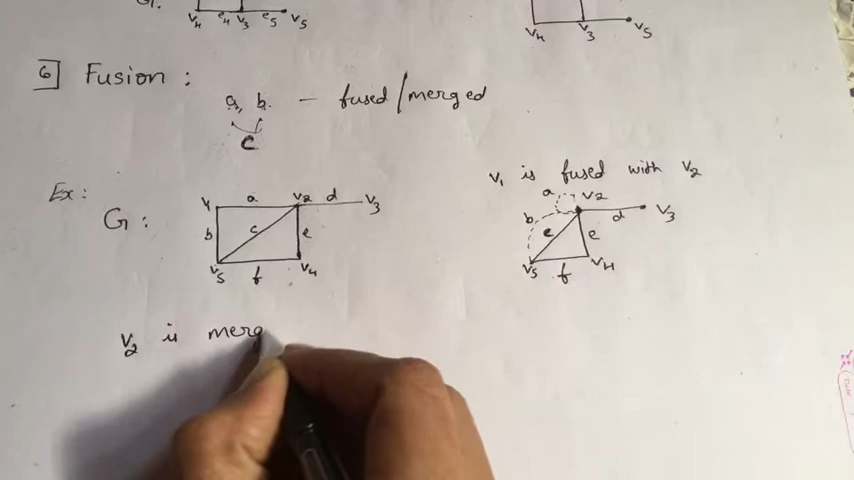 G:
V4 e4 V3 e5 V5
V4 V3 V5
6 Fusion :
a, b. - fused/merged
c
Ex:
G:
V1 a V2 d V3
b c e
V5 f V4
V1 is fused with V2
a V2
b d V3
c e
V5 f V4
V2 is merg